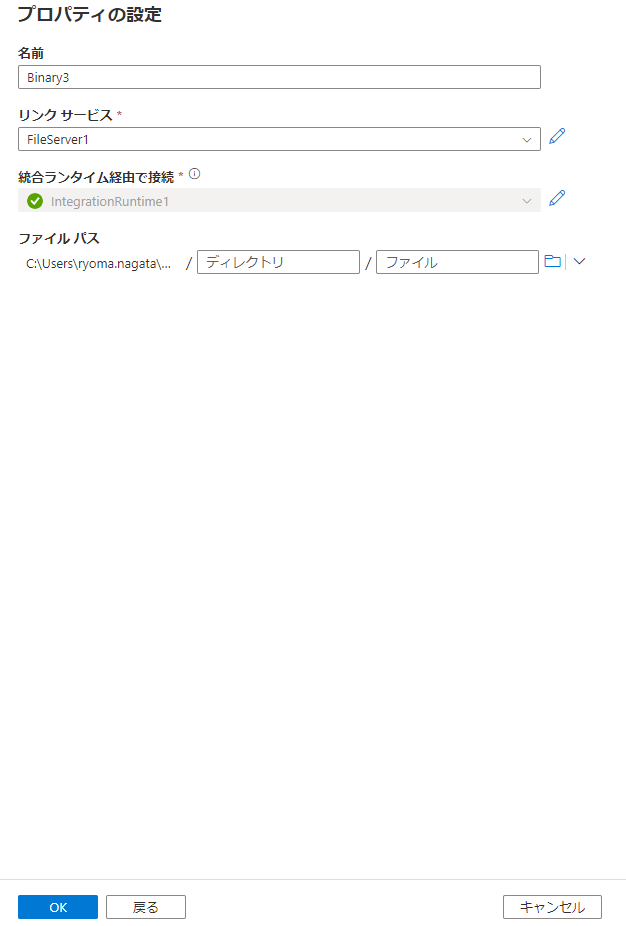 プロパティの設定
名前
Binary3
リンク サービス *
FileServer1
統合ランタイム経由で接続 *
IntegrationRuntime1
ファイル パス
C:\Users\ryoma.nagata\... / ディレクトリ / ファイル
OK 戻る キャンセル